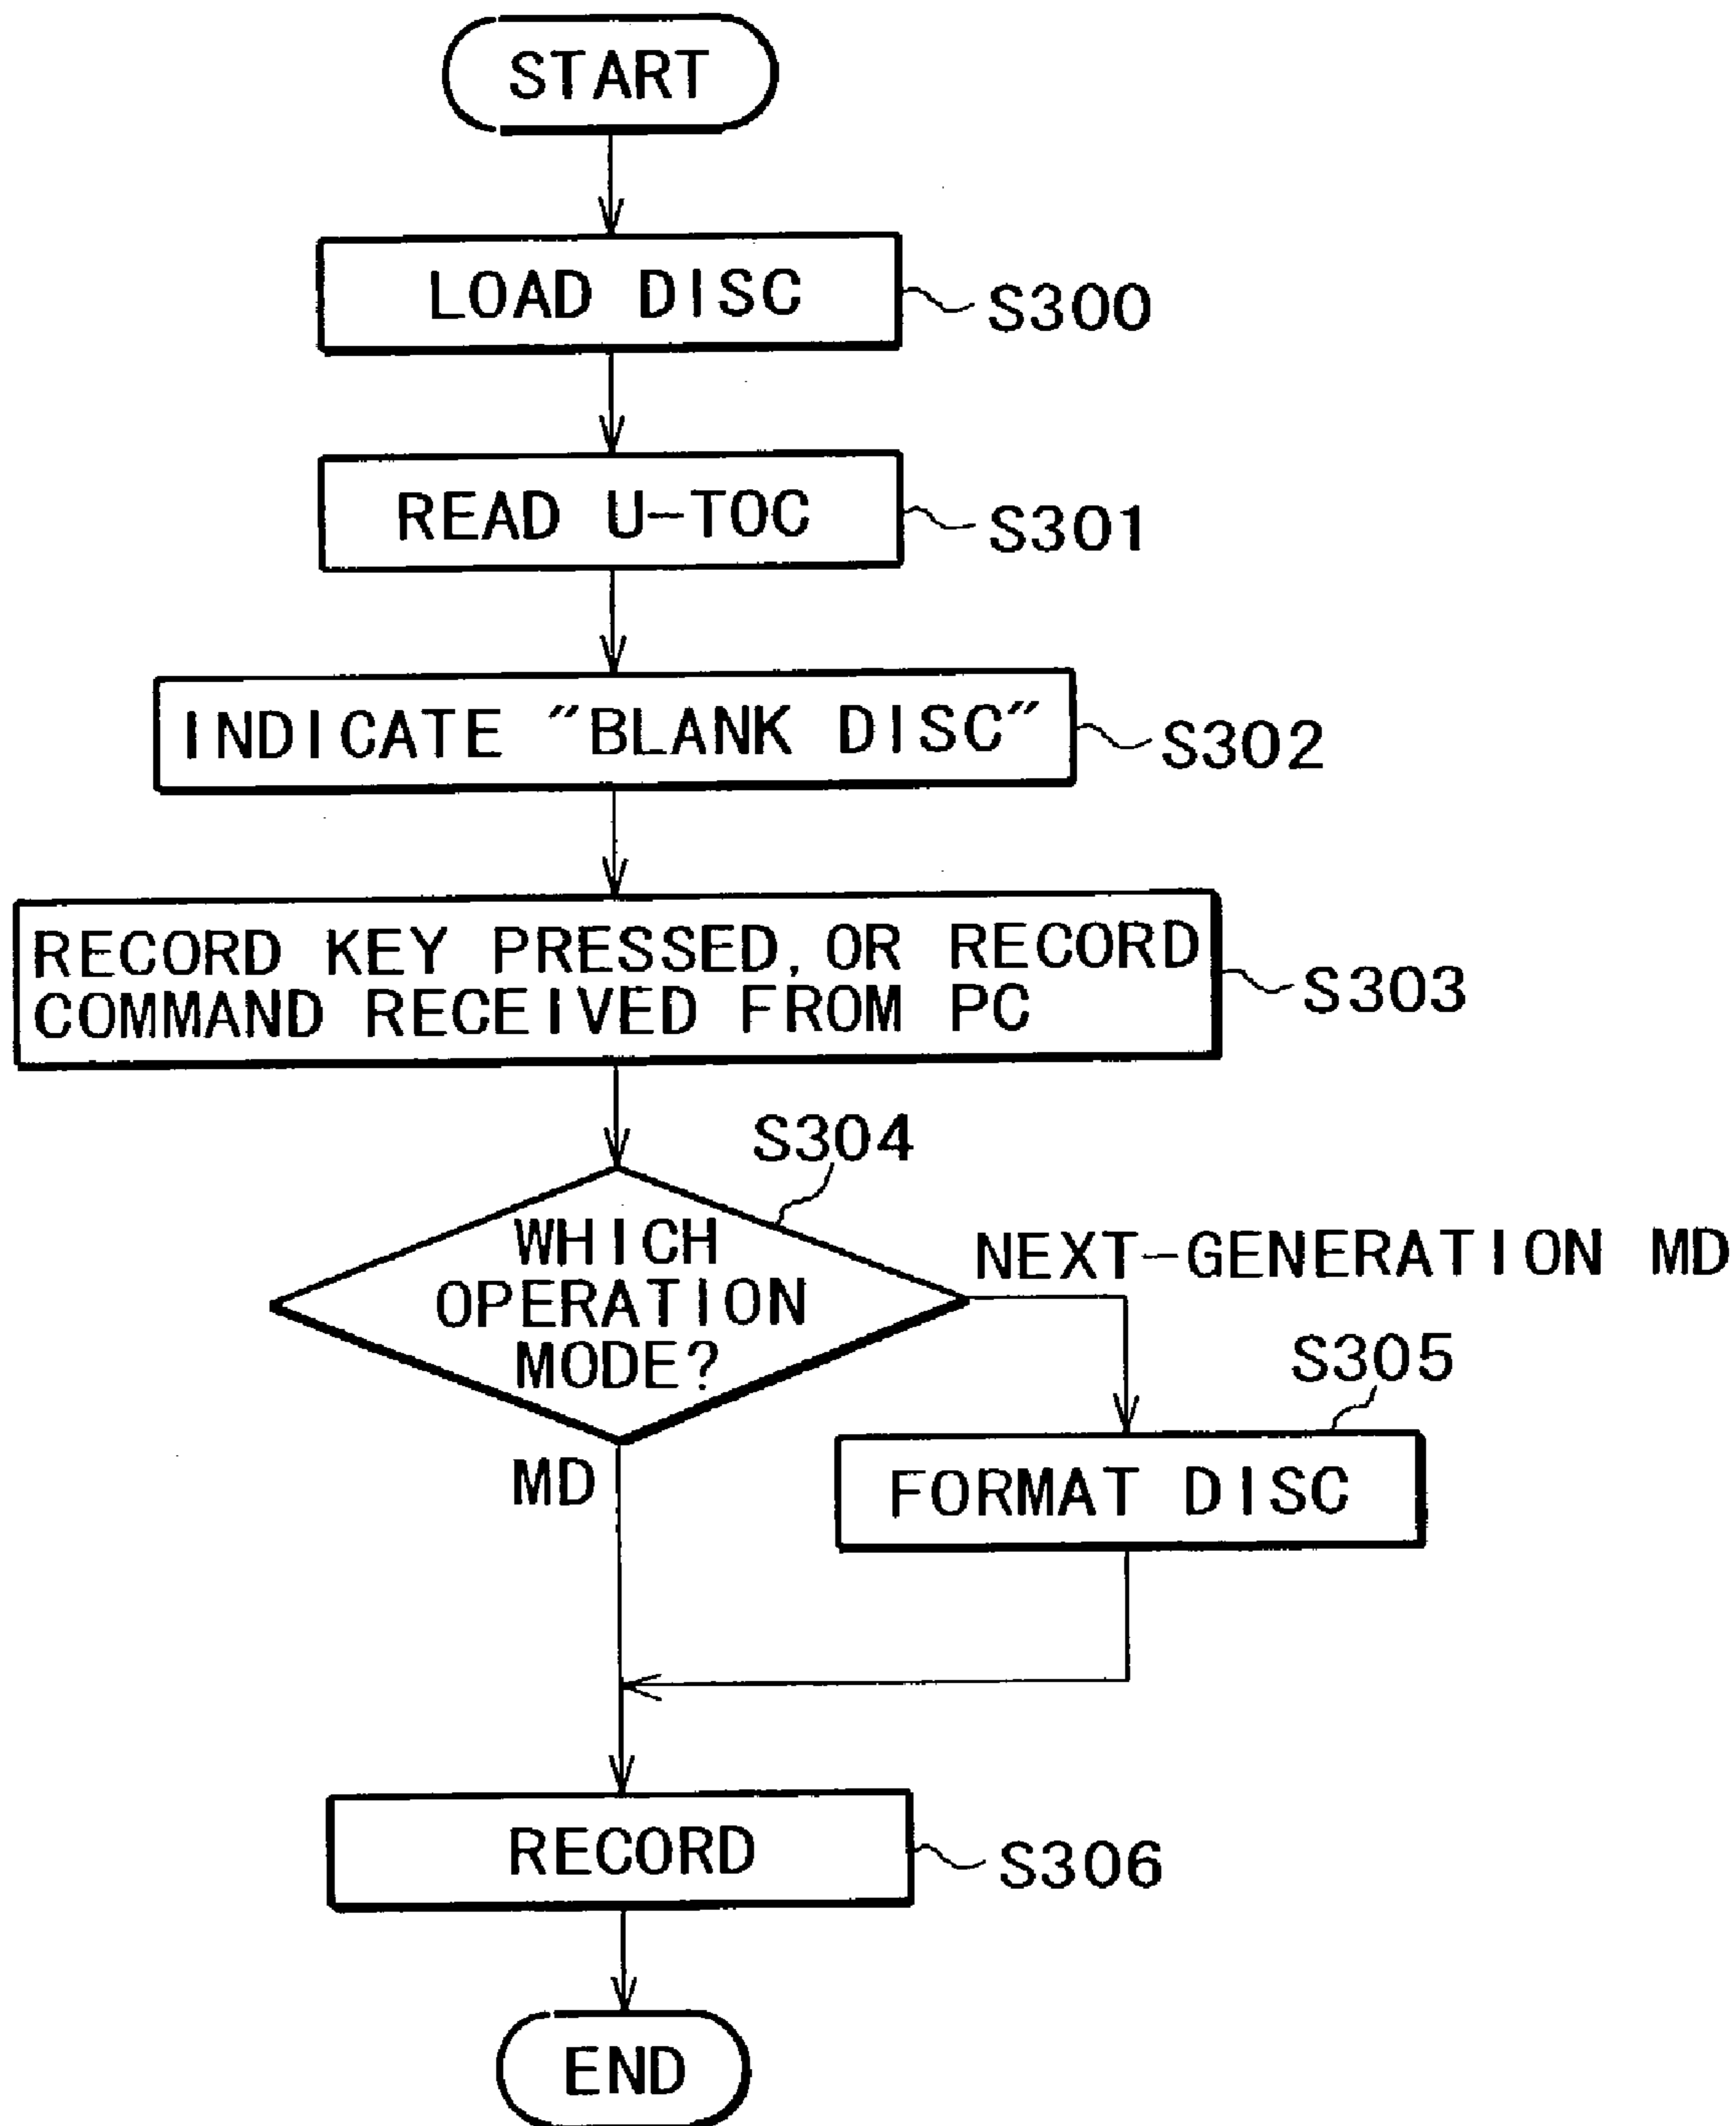 START
LOAD DISC
S300
READ U-TOC
S301
INDICATE "BLANK DISC"
S302
RECORD KEY PRESSED, OR RECORD
COMMAND RECEIVED FROM PC
S303
S304
WHICH
OPERATION
MODE?
NEXT-GENERATION MD
S305
MD
FORMAT DISC
RECORD
S306
END